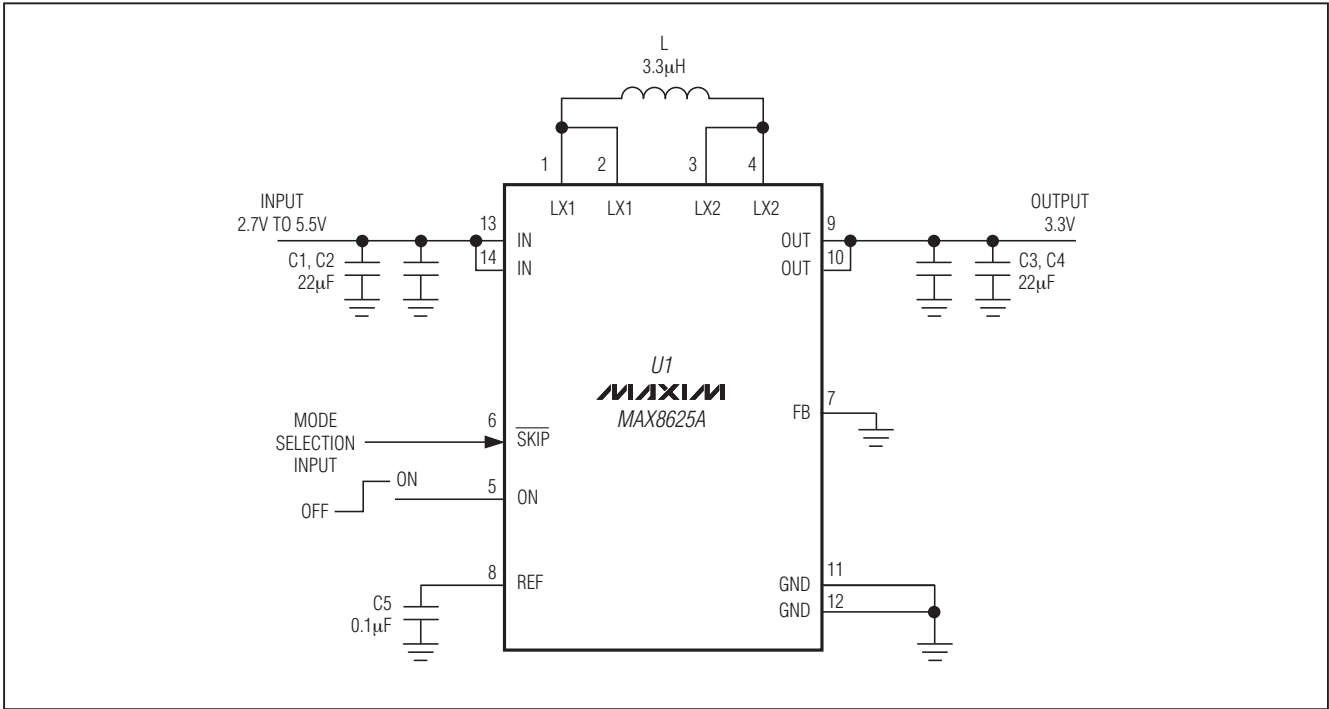 L
3.3µH
1
2
3
4
LX1
LX1
LX2
LX2
INPUT
2.7V TO 5.5V
13
IN
14
IN
C1, C2
22µF
OUTPUT
3.3V
9
OUT
10
OUT
C3, C4
22µF
U1
MAXIM
MAX8625A
7
FB
MODE
SELECTION
INPUT
6
SKIP
ON
OFF
5
ON
8
REF
C5
0.1µF
11
GND
12
GND